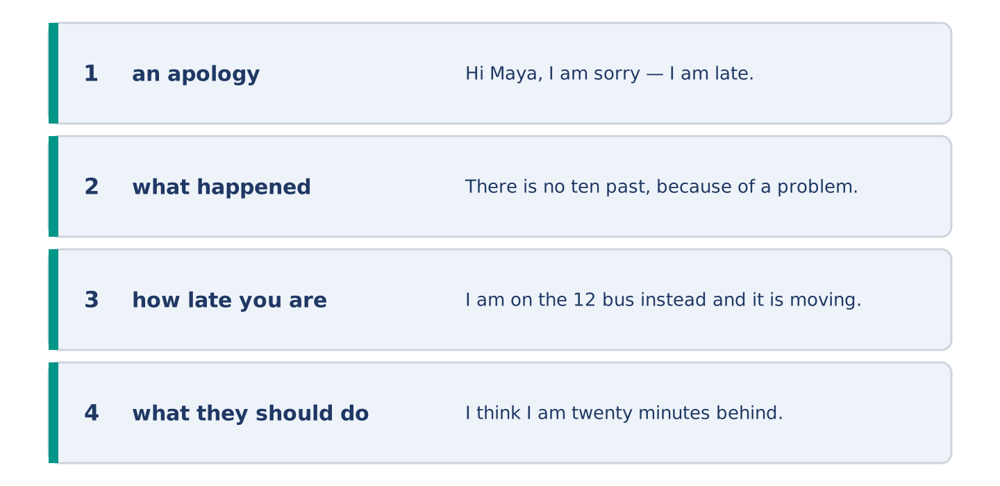 1 an apology Hi Maya, I am sorry — I am late.
2 what happened There is no ten past, because of a problem.
3 how late you are I am on the 12 bus instead and it is moving.
4 what they should do I think I am twenty minutes behind.